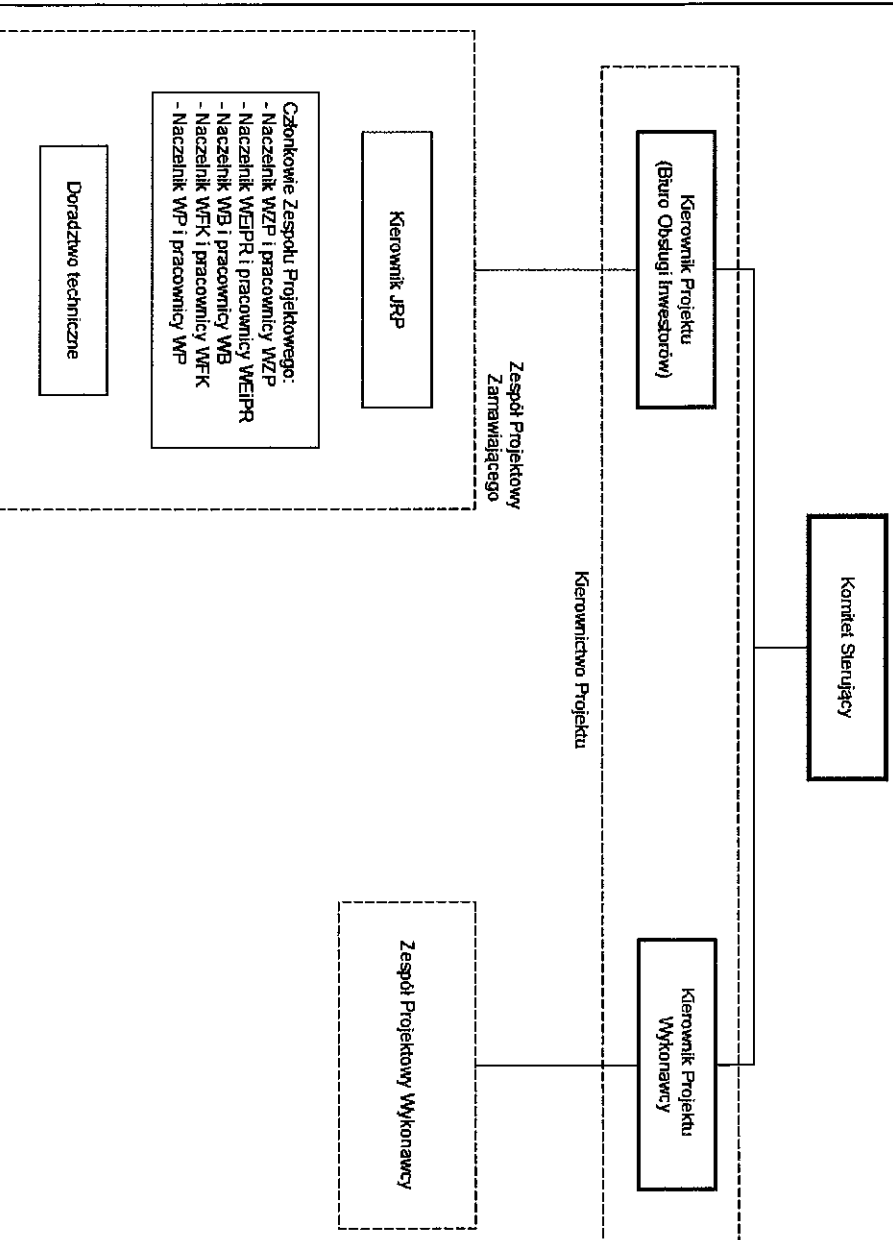 Komitet Sterujący
Kierownik Projektu
(Biuro Obsługi Inwestorów)
Kierownik Projektu
Wykonawcy
Kierownictwo Projektu
Zespół Projektowy
Zamawiającego
Kierownik JRP
Członkowie Zespołu Projektowego:
- Naczelnik WZP i pracownicy WZP
- Naczelnik WEiPR i pracownicy WEiPR
- Naczelnik WB i pracownicy WB
- Naczelnik WFK i pracownicy WFK
- Naczelnik WP i pracownicy WP
Doradztwo techniczne
Zespół Projektowy Wykonawcy